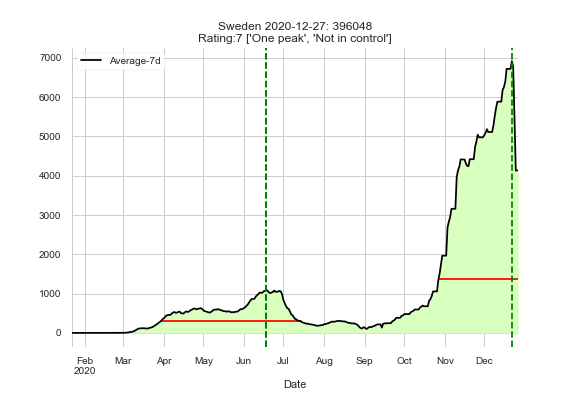 Sweden 2020-12-27: 396048
Rating:7 ['One peak', 'Not in control']
Average-7d
7000
6000
5000
4000
3000
2000
1000
0
Feb Mar Apr May Jun Jul Aug Sep Oct Nov Dec
2020
Date